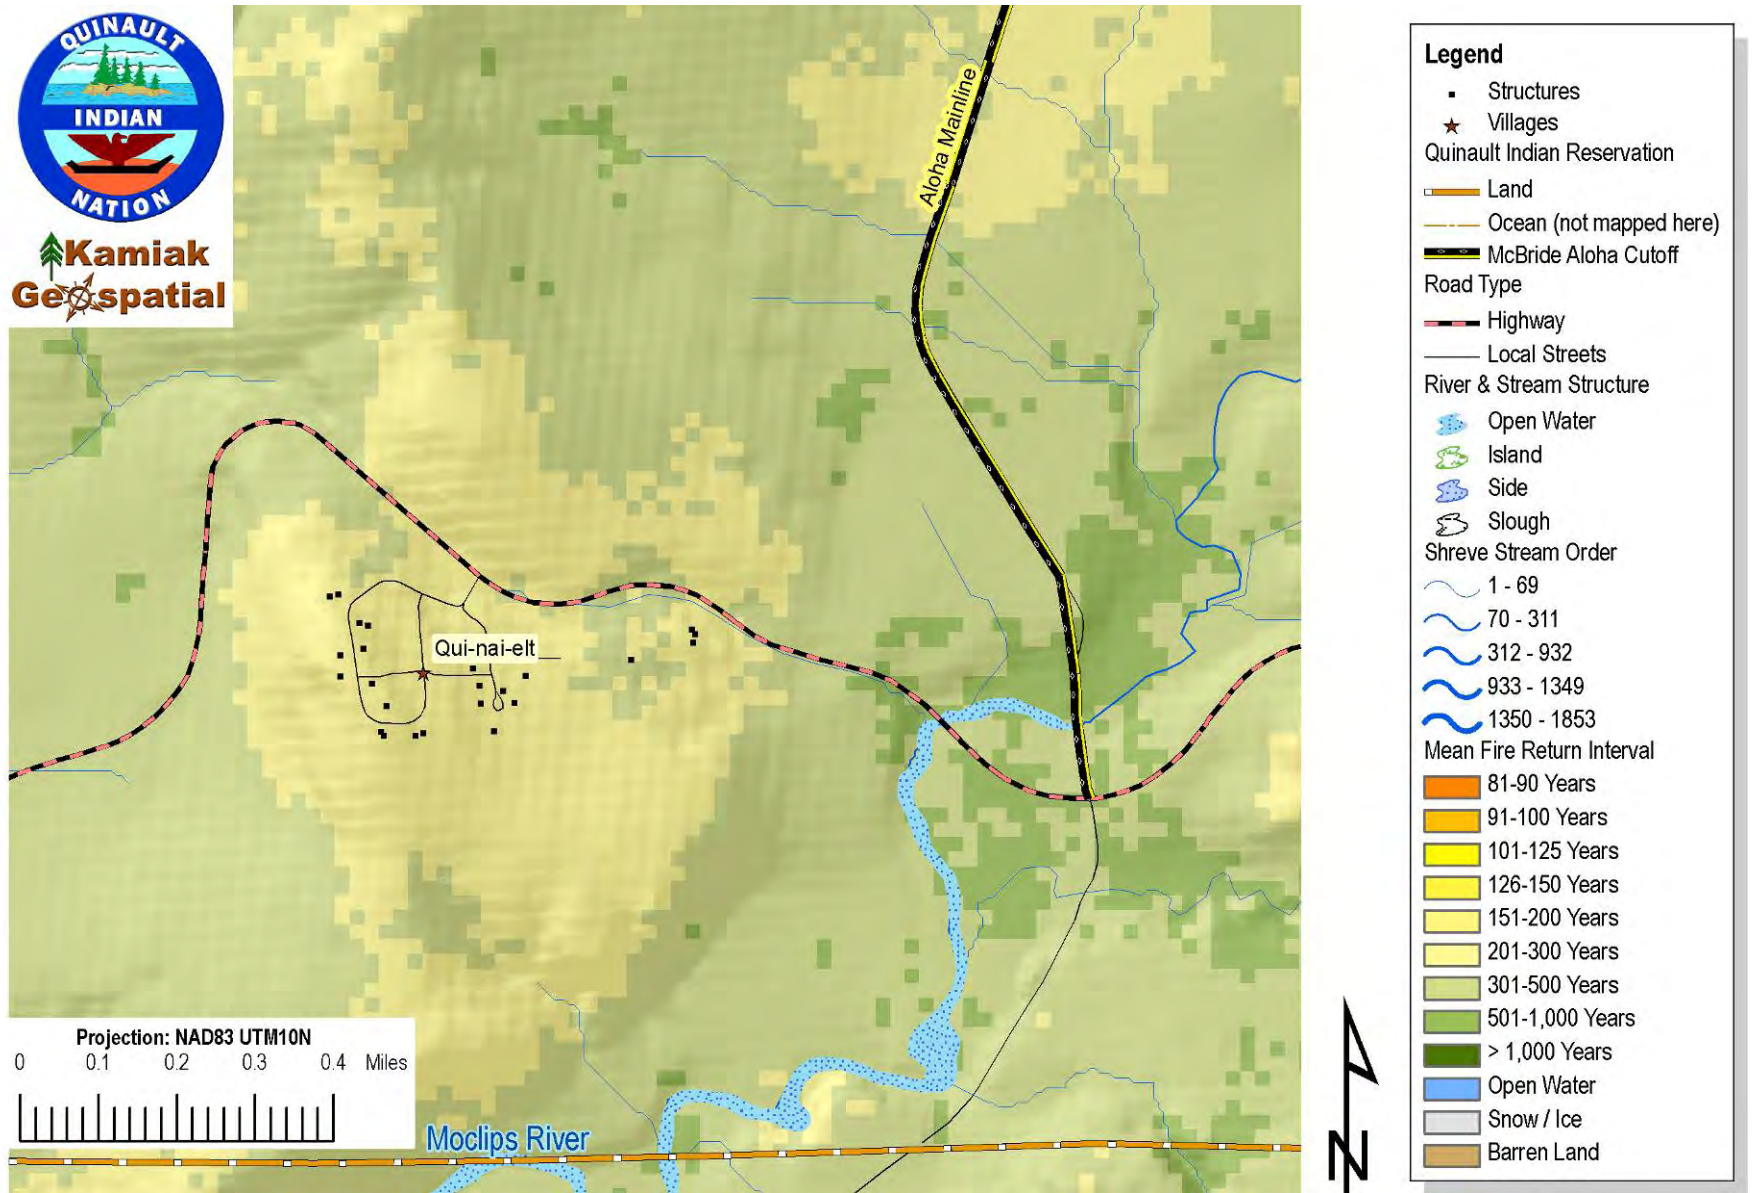 QUINAULT
INDIAN
NATION
Kamiak
Geospatial
Aloha Mainline
Qui-nai-elt
Projection: NAD83 UTM10N
0 0.1 0.2 0.3 0.4 Miles
Moclips River
N
Legend
Structures
Villages
Quinault Indian Reservation
Land
Ocean (not mapped here)
McBride Aloha Cutoff
Road Type
Highway
Local Streets
River & Stream Structure
Open Water
Island
Side
Slough
Shreve Stream Order
1 - 69
70 - 311
312 - 932
933 - 1349
1350 - 1853
Mean Fire Return Interval
81-90 Years
91-100 Years
101-125 Years
126-150 Years
151-200 Years
201-300 Years
301-500 Years
501-1,000 Years
> 1,000 Years
Open Water
Snow / Ice
Barren Land